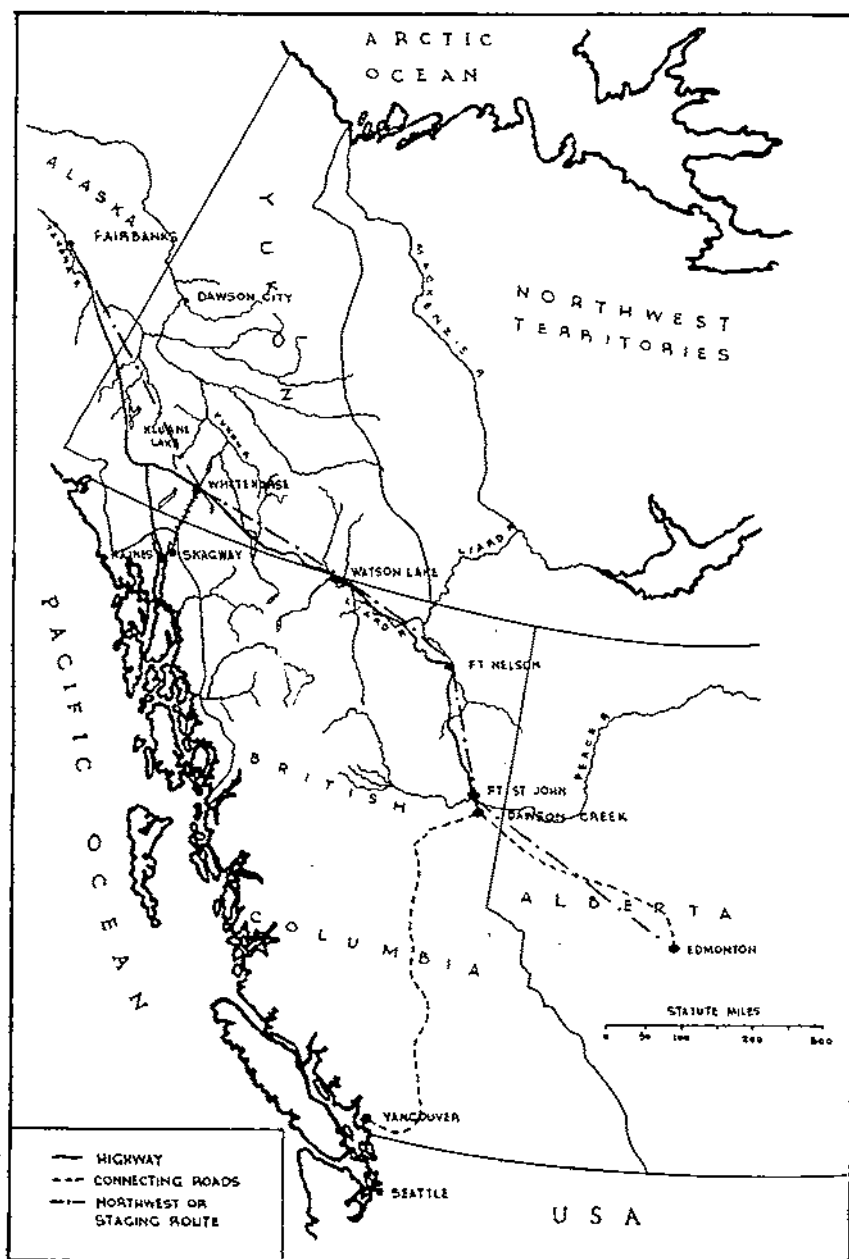 ARCTIC
OCEAN
ALASKA
FAIRBANKS
TANANA R
YUKON
DAWSON CITY
MACKENZIE R
NORTHWEST
TERRITORIES
KLUANE
LAKE
YUKON R
WHITEHORSE
HAINES
SKAGWAY
WATSON LAKE
LIARD R
LIARD R
FT NELSON
PACIFIC OCEAN
BRITISH
COLUMBIA
PEACE R
FT ST JOHN
DAWSON CREEK
ALBERTA
EDMONTON
STATUTE MILES
0 50 100 200 300
VANCOUVER
SEATTLE
USA
HIGHWAY
CONNECTING ROADS
NORTHWEST OR
STAGING ROUTE